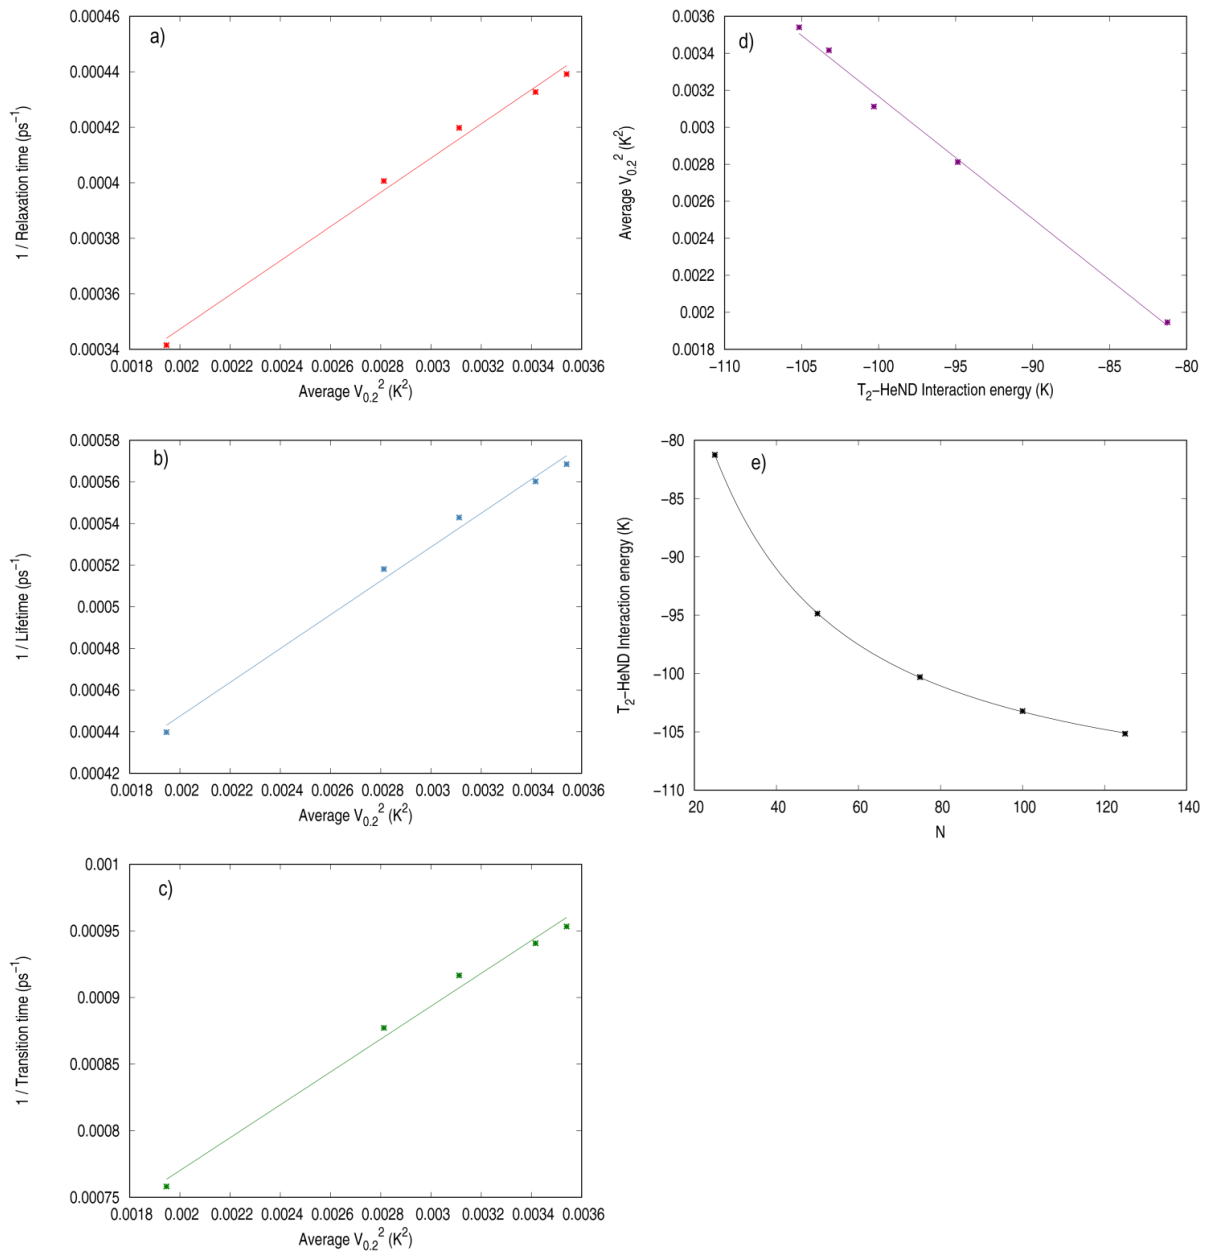 a)
0.00046
0.00044
0.00042
0.0004
0.00038
0.00036
0.00034
1 / Relaxation time (ps⁻¹)
0.0018 0.002 0.0022 0.0024 0.0026 0.0028 0.003 0.0032 0.0034 0.0036
Average V₀.₂² (K²)
d)
0.0036
0.0034
0.0032
0.003
0.0028
0.0026
0.0024
0.0022
0.002
0.0018
Average V₀.₂² (K²)
−110 −105 −100 −95 −90 −85 −80
T₂−HeND Interaction energy (K)
b)
0.00058
0.00056
0.00054
0.00052
0.0005
0.00048
0.00046
0.00044
0.00042
1 / Lifetime (ps⁻¹)
0.0018 0.002 0.0022 0.0024 0.0026 0.0028 0.003 0.0032 0.0034 0.0036
Average V₀.₂² (K²)
e)
−80
−85
−90
−95
−100
−105
−110
T₂−HeND Interaction energy (K)
20 40 60 80 100 120 140
N
c)
0.001
0.00095
0.0009
0.00085
0.0008
0.00075
1 / Transition time (ps⁻¹)
0.0018 0.002 0.0022 0.0024 0.0026 0.0028 0.003 0.0032 0.0034 0.0036
Average V₀.₂² (K²)